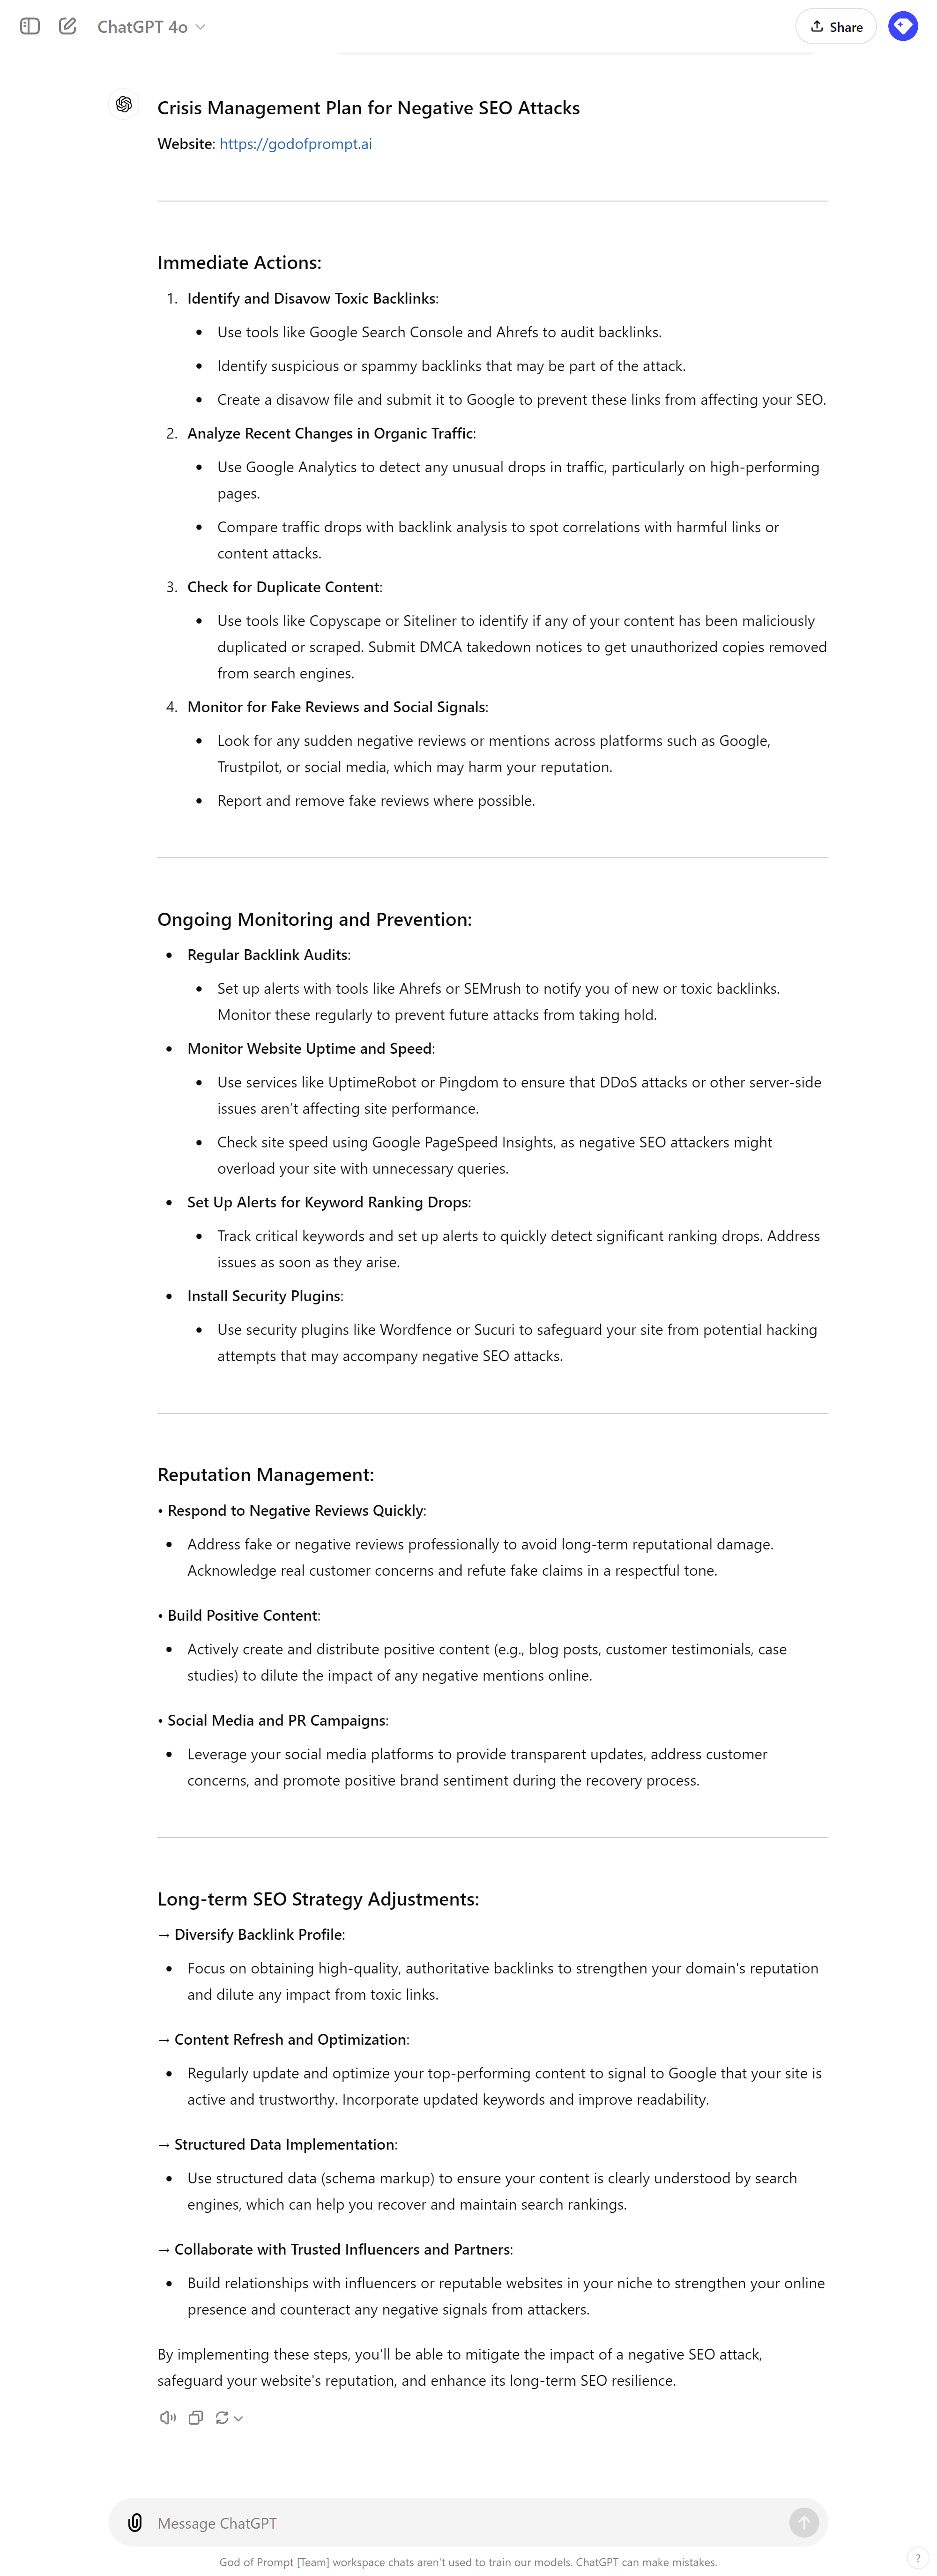 ChatGPT 4o
Share
Crisis Management Plan for Negative SEO Attacks
Website: https://godofprompt.ai
Immediate Actions:
1. Identify and Disavow Toxic Backlinks:
• Use tools like Google Search Console and Ahrefs to audit backlinks.
• Identify suspicious or spammy backlinks that may be part of the attack.
• Create a disavow file and submit it to Google to prevent these links from affecting your SEO.
2. Analyze Recent Changes in Organic Traffic:
• Use Google Analytics to detect any unusual drops in traffic, particularly on high-performing
pages.
• Compare traffic drops with backlink analysis to spot correlations with harmful links or
content attacks.
3. Check for Duplicate Content:
• Use tools like Copyscape or Siteliner to identify if any of your content has been maliciously
duplicated or scraped. Submit DMCA takedown notices to get unauthorized copies removed
from search engines.
4. Monitor for Fake Reviews and Social Signals:
• Look for any sudden negative reviews or mentions across platforms such as Google,
Trustpilot, or social media, which may harm your reputation.
• Report and remove fake reviews where possible.
Ongoing Monitoring and Prevention:
• Regular Backlink Audits:
• Set up alerts with tools like Ahrefs or SEMrush to notify you of new or toxic backlinks.
Monitor these regularly to prevent future attacks from taking hold.
• Monitor Website Uptime and Speed:
• Use services like UptimeRobot or Pingdom to ensure that DDoS attacks or other server-side
issues aren’t affecting site performance.
• Check site speed using Google PageSpeed Insights, as negative SEO attackers might
overload your site with unnecessary queries.
• Set Up Alerts for Keyword Ranking Drops:
• Track critical keywords and set up alerts to quickly detect significant ranking drops. Address
issues as soon as they arise.
• Install Security Plugins:
• Use security plugins like Wordfence or Sucuri to safeguard your site from potential hacking
attempts that may accompany negative SEO attacks.
Reputation Management:
• Respond to Negative Reviews Quickly:
• Address fake or negative reviews professionally to avoid long-term reputational damage.
Acknowledge real customer concerns and refute fake claims in a respectful tone.
• Build Positive Content:
• Actively create and distribute positive content (e.g., blog posts, customer testimonials, case
studies) to dilute the impact of any negative mentions online.
• Social Media and PR Campaigns:
• Leverage your social media platforms to provide transparent updates, address customer
concerns, and promote positive brand sentiment during the recovery process.
Long-term SEO Strategy Adjustments:
→ Diversify Backlink Profile:
• Focus on obtaining high-quality, authoritative backlinks to strengthen your domain's reputation
and dilute any impact from toxic links.
→ Content Refresh and Optimization:
• Regularly update and optimize your top-performing content to signal to Google that your site is
active and trustworthy. Incorporate updated keywords and improve readability.
→ Structured Data Implementation:
• Use structured data (schema markup) to ensure your content is clearly understood by search
engines, which can help you recover and maintain search rankings.
→ Collaborate with Trusted Influencers and Partners:
• Build relationships with influencers or reputable websites in your niche to strengthen your online
presence and counteract any negative signals from attackers.
By implementing these steps, you'll be able to mitigate the impact of a negative SEO attack,
safeguard your website's reputation, and enhance its long-term SEO resilience.
Message ChatGPT
God of Prompt [Team] workspace chats aren't used to train our models. ChatGPT can make mistakes.
?